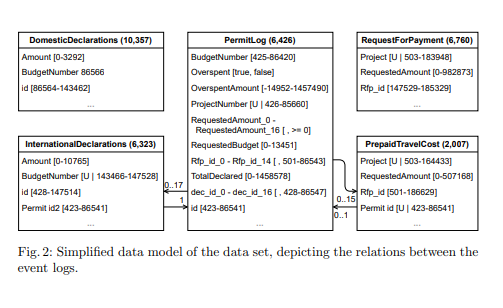 DomesticDeclarations (10,357)
Amount [0-3292]
BudgetNumber 86566
id [86564-143462]
...
PermitLog (6,426)
BudgetNumber [425-86420]
Overspent [true, false]
OverspentAmount [-14952-1457490]
ProjectNumber [U | 426-85660]
RequestedAmount_0 -
RequestedAmount_16 [ , >= 0]
RequestedBudget [0-13451]
Rfp_id_0 - Rfp_id_14 [ , 501-86543]
TotalDeclared [0-1458578]
dec_id_0 - dec_id_16 [ , 428-86547]
id [423-86541]
...
RequestForPayment (6,760)
Project [U | 503-183948]
RequestedAmount [0-982873]
Rfp_id [147529-185329]
...
InternationalDeclarations (6,323)
Amount [0-10765]
BudgetNumber [U | 143466-147528]
id [428-147514]
Permit id2 [423-86541]
...
0..17
1
PrepaidTravelCost (2,007)
Project [U | 503-164433]
RequestedAmount [0-507168]
Rfp_id [501-186629]
Permit id [U | 423-86541]
...
0..15
0..1
Fig. 2: Simplified data model of the data set, depicting the relations between the
event logs.